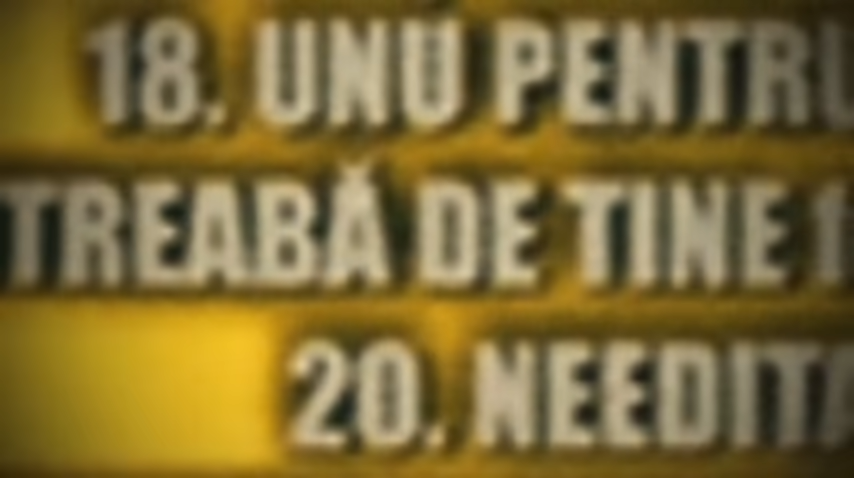 18. UNU PENTRU
TREABĂ DE TINE
20. NEEDITA